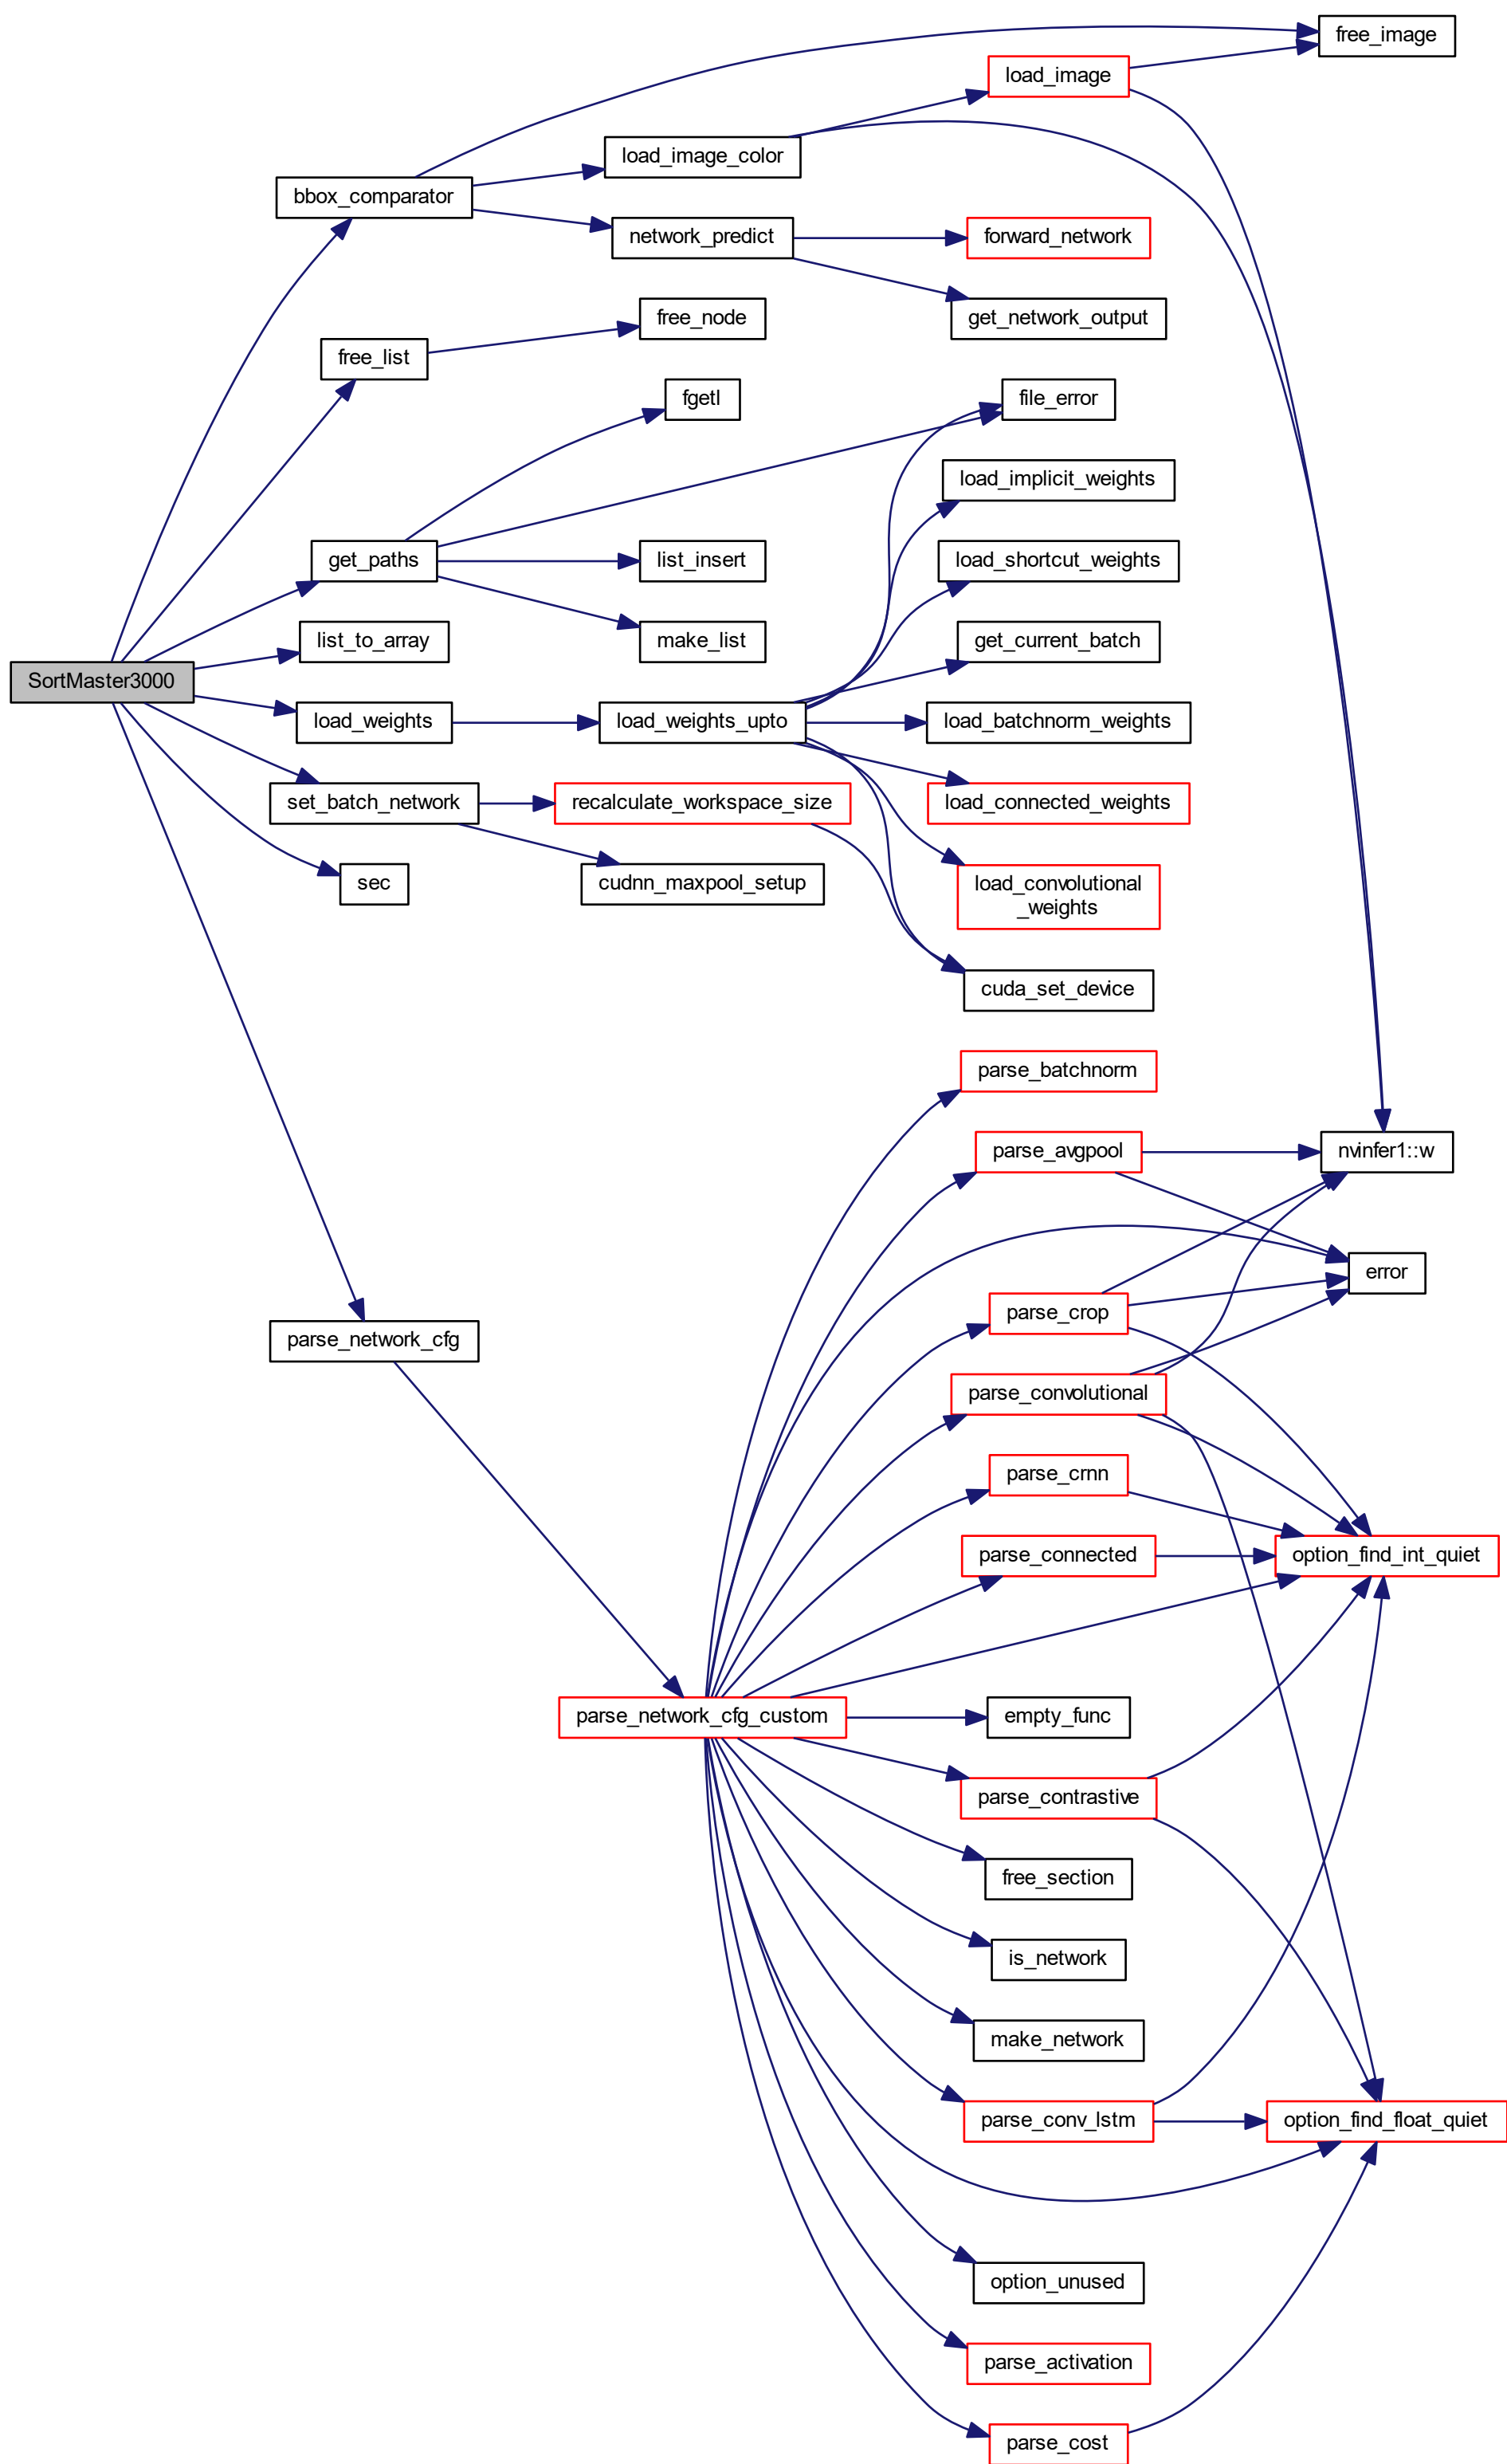 free_image
load_image
load_image_color
bbox_comparator
network_predict
forward_network
get_network_output
free_node
free_list
fgetl
file_error
load_implicit_weights
get_paths
list_insert
load_shortcut_weights
list_to_array
make_list
get_current_batch
SortMaster3000
load_weights
load_weights_upto
load_batchnorm_weights
set_batch_network
recalculate_workspace_size
load_connected_weights
sec
cudnn_maxpool_setup
load_convolutional
_weights
cuda_set_device
parse_batchnorm
parse_avgpool
nvinfer1::w
error
parse_crop
parse_network_cfg
parse_convolutional
parse_crnn
parse_connected
option_find_int_quiet
parse_network_cfg_custom
empty_func
parse_contrastive
free_section
is_network
make_network
parse_conv_lstm
option_find_float_quiet
option_unused
parse_activation
parse_cost